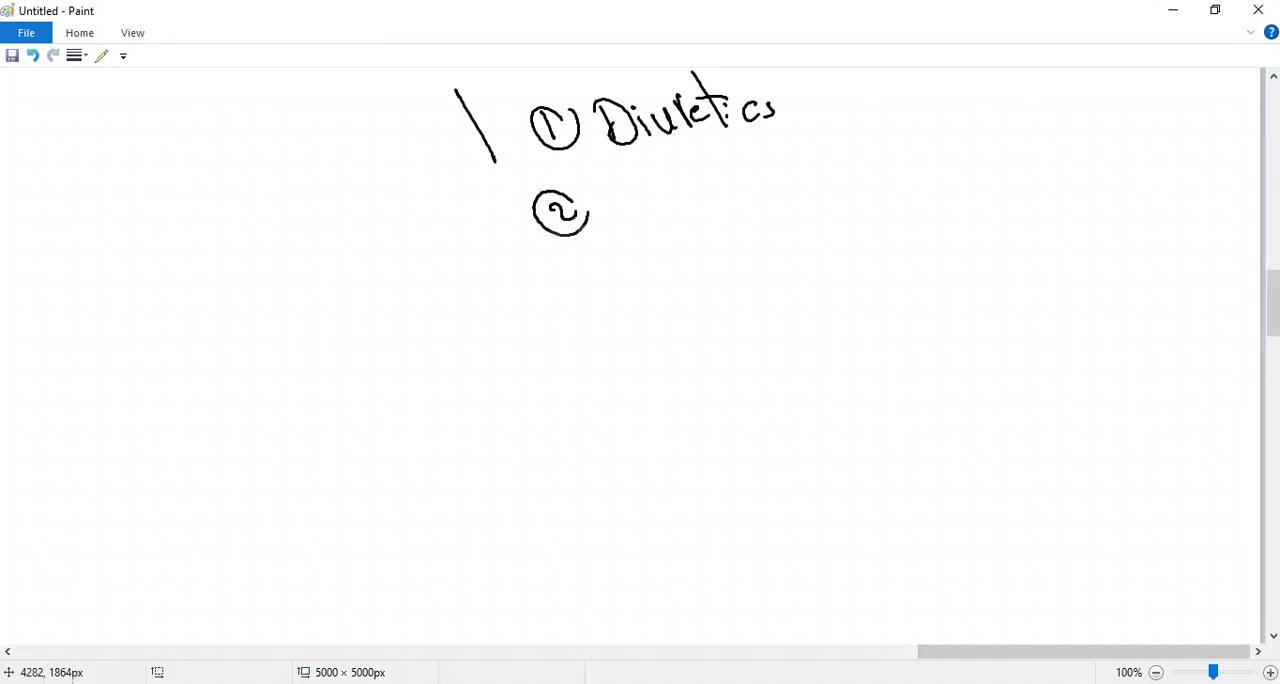 Untitled - Paint
File Home View
① Diuretics
②
4282, 1864px 5000 × 5000px 100%